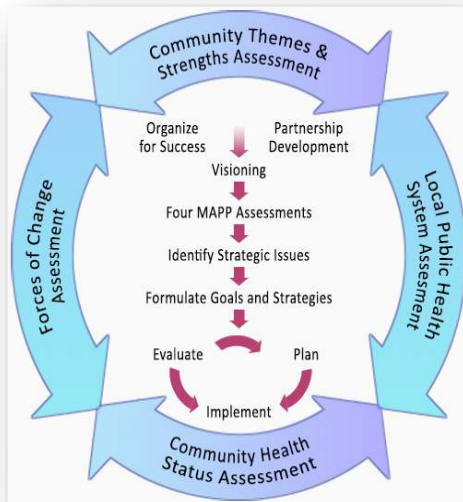 Community Themes &
Strengths Assessment
Organize
for Success
Partnership
Development
Visioning
Four MAPP Assessments
Identify Strategic Issues
Formulate Goals and Strategies
Evaluate
Plan
Implement
Forces of Change
Assessment
Local Public Health
System Assesment
Community Health
Status Assessment